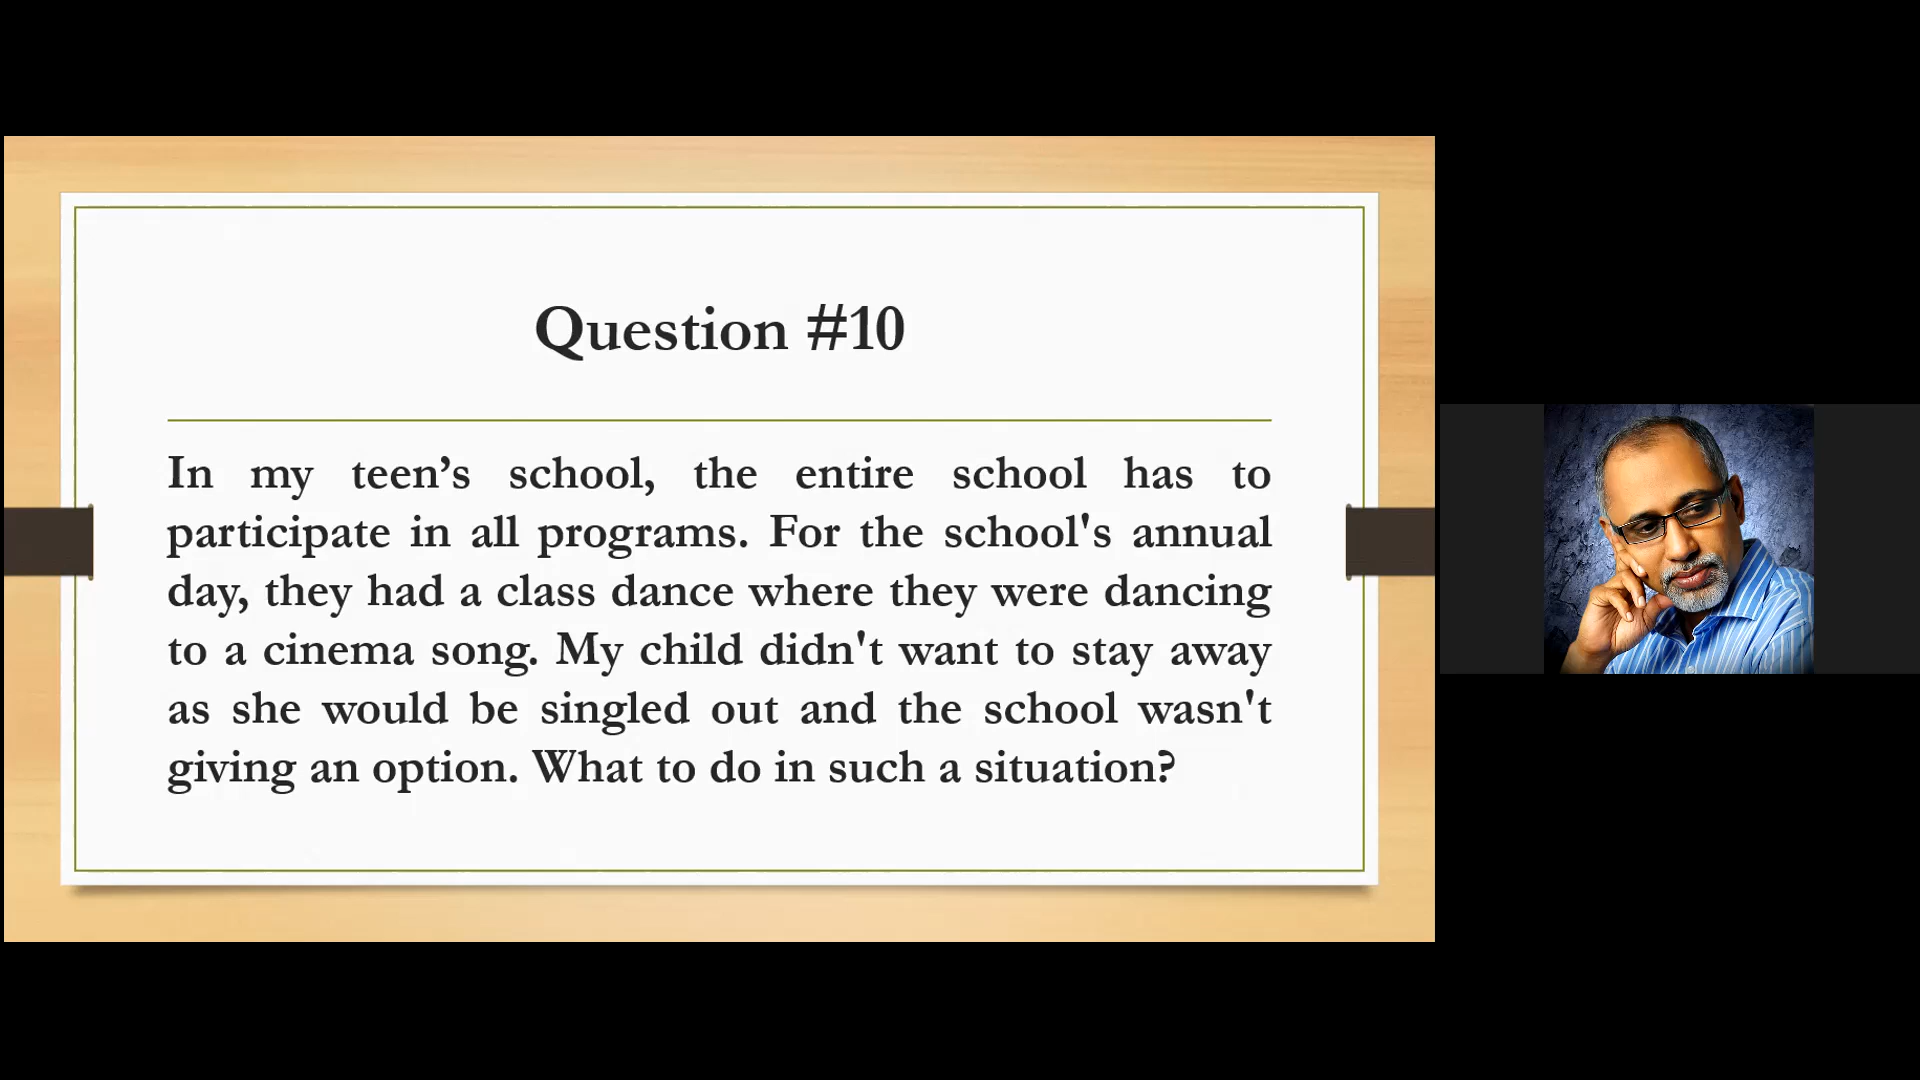 Question #10
In my teen’s school, the entire school has to
participate in all programs. For the school's annual
day, they had a class dance where they were dancing
to a cinema song. My child didn't want to stay away
as she would be singled out and the school wasn't
giving an option. What to do in such a situation?